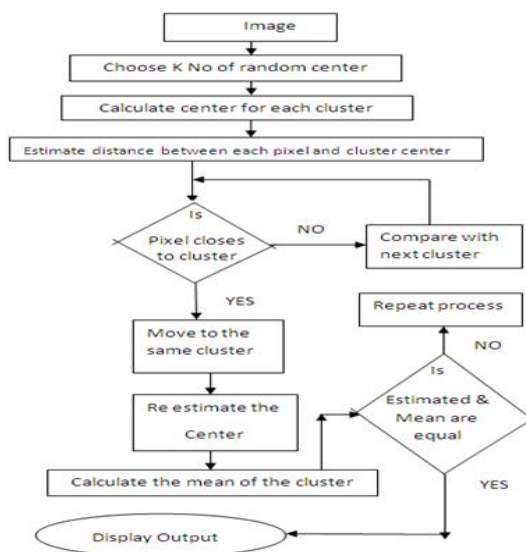 Image
Choose K No of random center
Calculate center for each cluster
Estimate distance between each pixel and cluster center
Is
Pixel closes
to cluster
NO
Compare with
next cluster
YES
Move to the
same cluster
Re estimate the
Center
Calculate the mean of the cluster
Repeat process
NO
Is
Estimated &
Mean are
equal
YES
Display Output